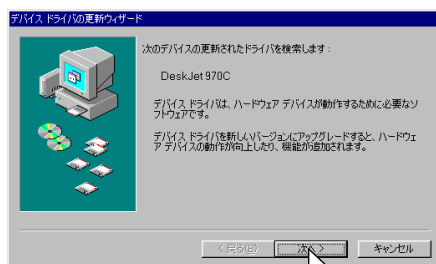 デバイス ドライバの更新ウィザード
次のデバイスの更新されたドライバを検索します :
DeskJet 970C
デバイス ドライバは、ハードウェア デバイスが動作するために必要なソ
フトウェアです。
デバイス ドライバを新しいバージョンにアップグレードすると、ハードウェ
ア デバイスの動作が向上したり、機能が追加されます。
< 戻る(B)
次へ >
キャンセル